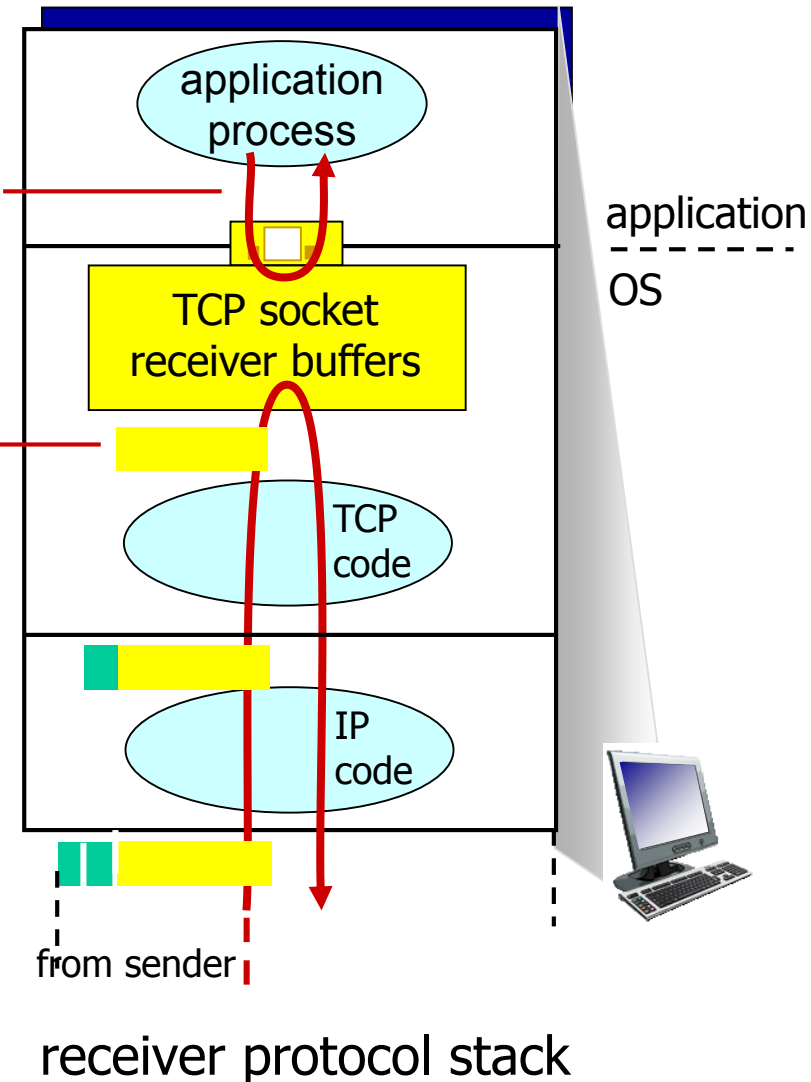 application
process
application
OS
TCP socket
receiver buffers
TCP
code
IP
code
from sender
receiver protocol stack